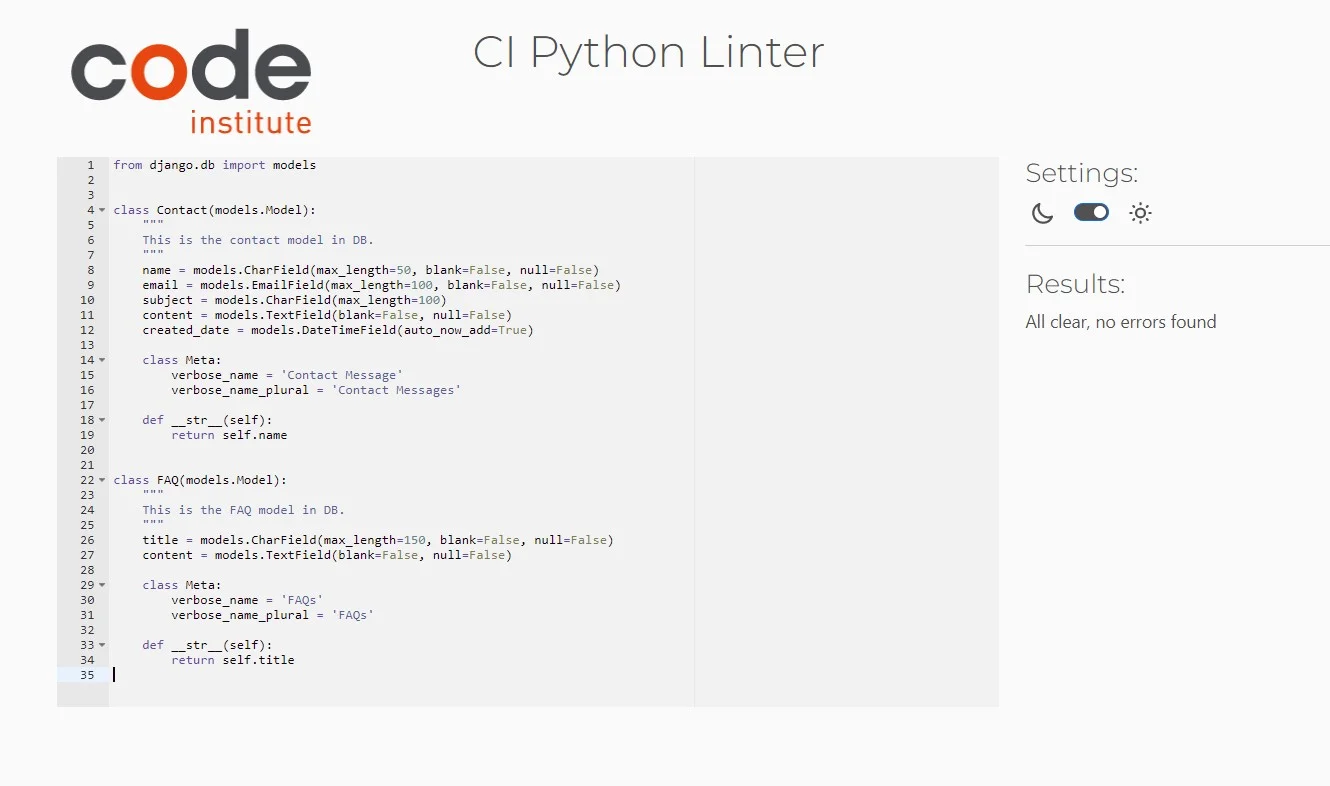 code
institute
CI Python Linter
1 from django.db import models
2
3
4 class Contact(models.Model):
5     """
6     This is the contact model in DB.
7     """
8     name = models.CharField(max_length=50, blank=False, null=False)
9     email = models.EmailField(max_length=100, blank=False, null=False)
10     subject = models.CharField(max_length=100)
11     content = models.TextField(blank=False, null=False)
12     created_date = models.DateTimeField(auto_now_add=True)
13
14     class Meta:
15         verbose_name = 'Contact Message'
16         verbose_name_plural = 'Contact Messages'
17
18     def __str__(self):
19         return self.name
20
21
22 class FAQ(models.Model):
23     """
24     This is the FAQ model in DB.
25     """
26     title = models.CharField(max_length=150, blank=False, null=False)
27     content = models.TextField(blank=False, null=False)
28
29     class Meta:
30         verbose_name = 'FAQs'
31         verbose_name_plural = 'FAQs'
32
33     def __str__(self):
34         return self.title
35
Settings:
Results:
All clear, no errors found